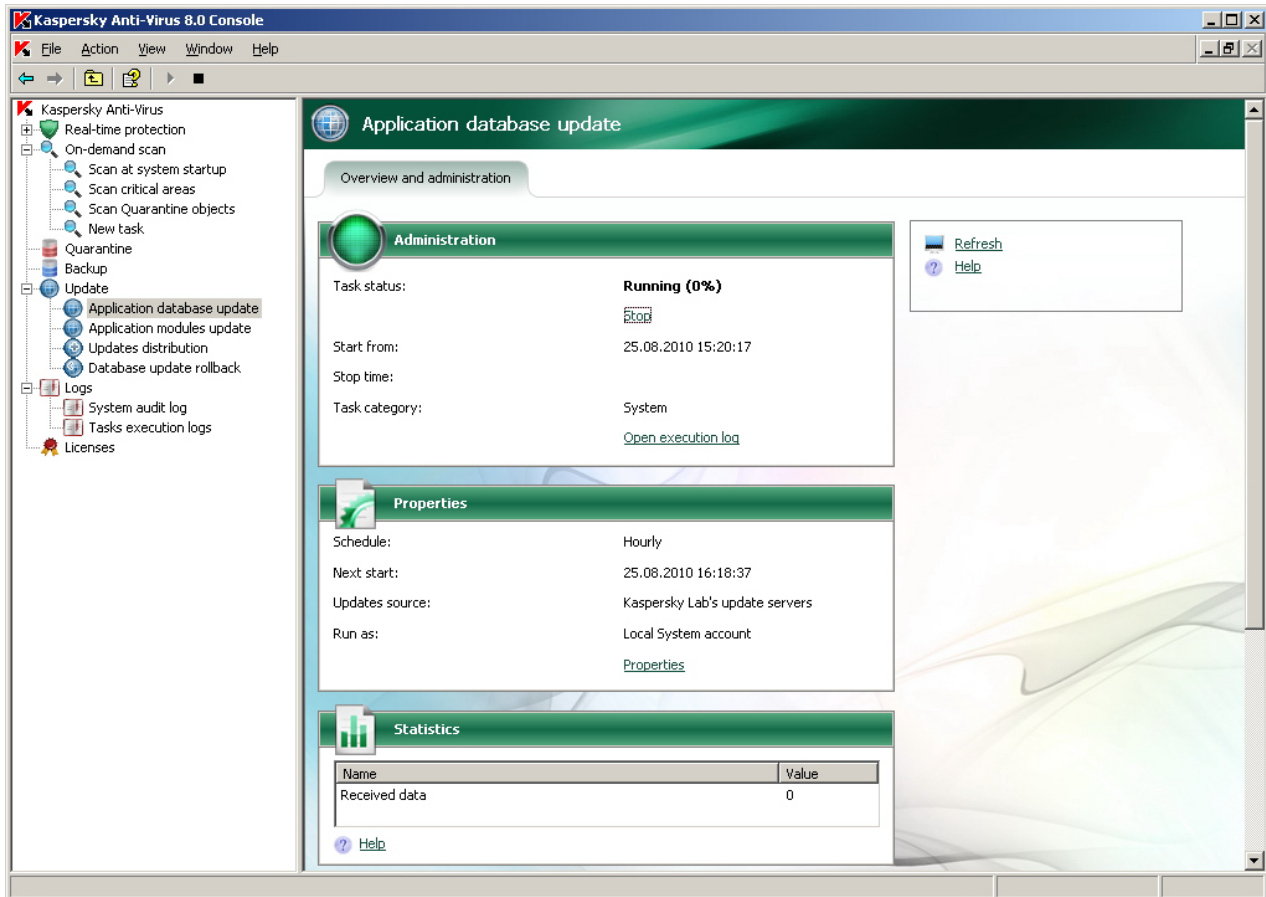 Kaspersky Anti-Virus 8.0 Console
File Action View Window Help
Kaspersky Anti-Virus
Real-time protection
On-demand scan
Scan at system startup
Scan critical areas
Scan Quarantine objects
New task
Quarantine
Backup
Update
Application database update
Application modules update
Updates distribution
Database update rollback
Logs
System audit log
Tasks execution logs
Licenses
Application database update
Overview and administration
Administration
Task status: Running (0%)
Stop
Start from: 25.08.2010 15:20:17
Stop time:
Task category: System
Open execution log
Properties
Schedule: Hourly
Next start: 25.08.2010 16:18:37
Updates source: Kaspersky Lab's update servers
Run as: Local System account
Properties
Statistics
Name Value
Received data 0
Help
Refresh
Help